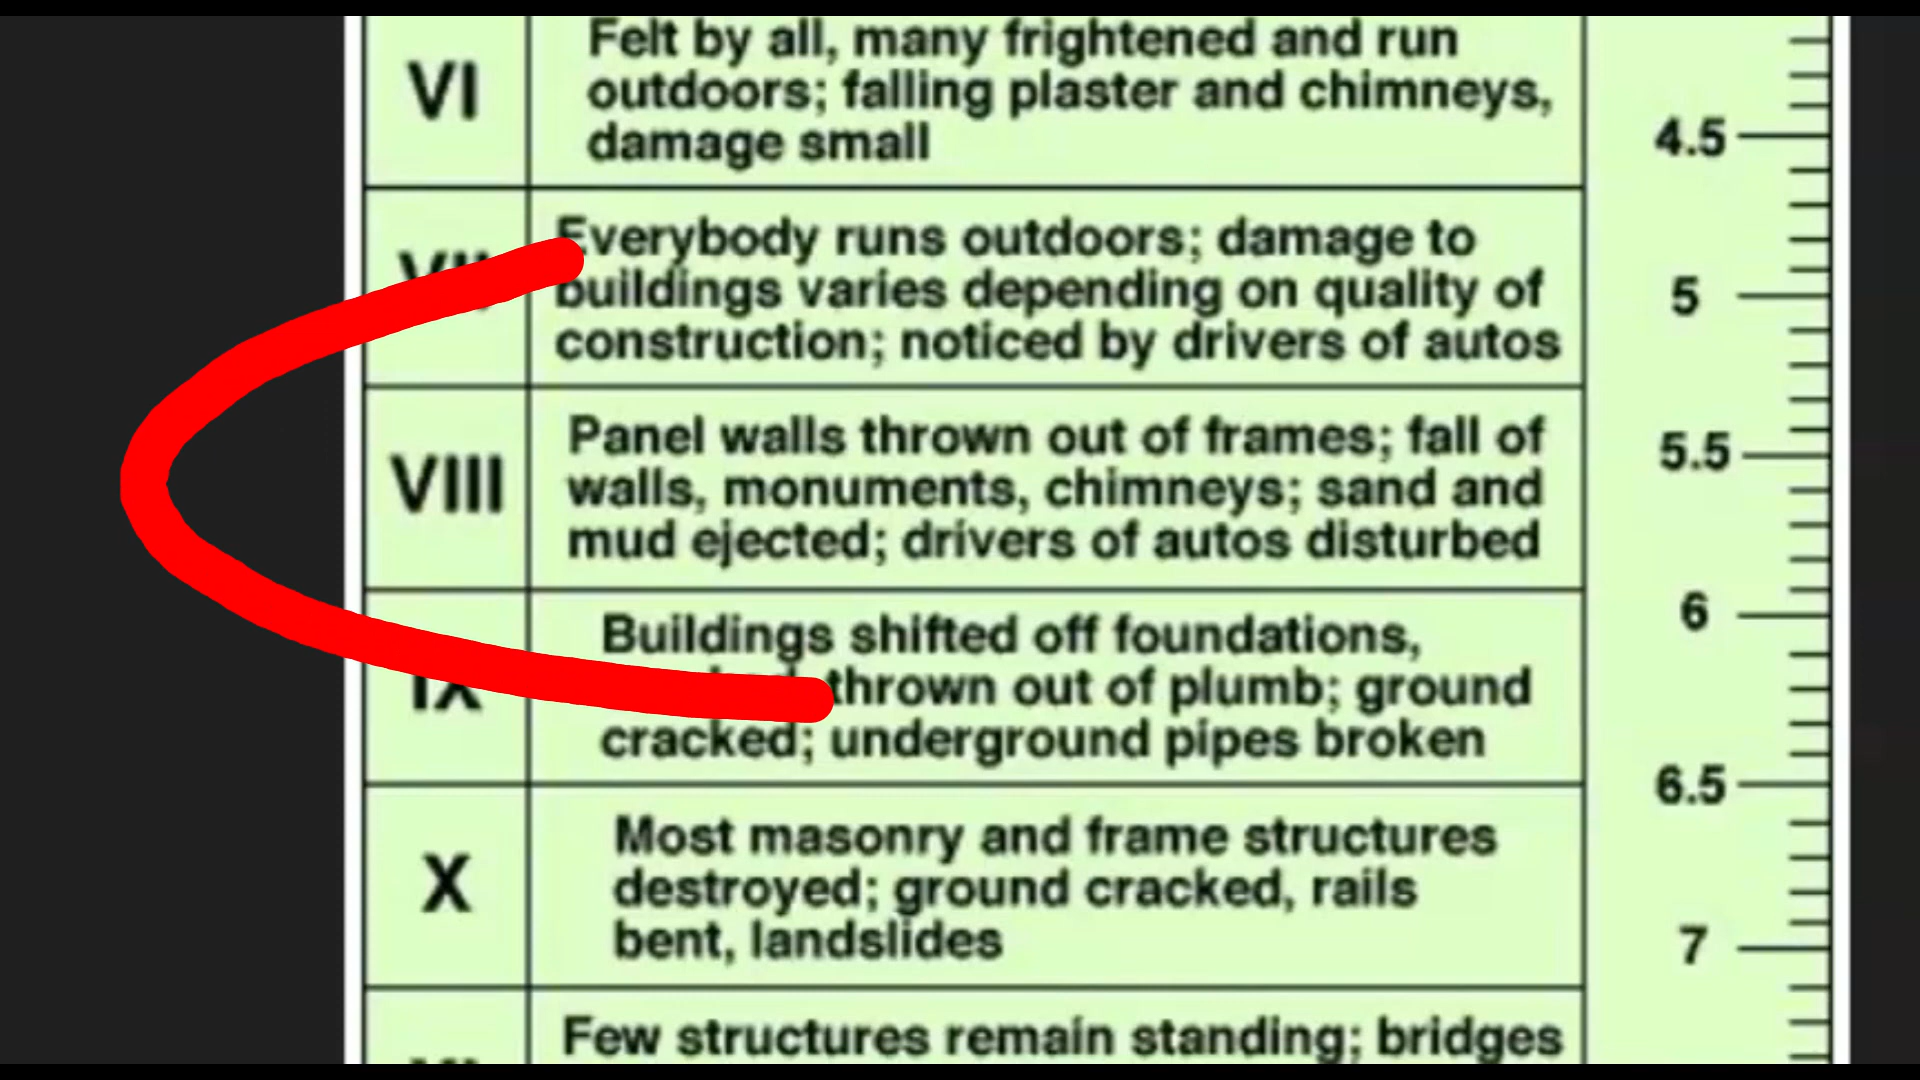 VI
Felt by all, many frightened and run
outdoors; falling plaster and chimneys,
damage small
4.5
Everybody runs outdoors; damage to
buildings varies depending on quality of
construction; noticed by drivers of autos
5
VIII
Panel walls thrown out of frames; fall of
walls, monuments, chimneys; sand and
mud ejected; drivers of autos disturbed
5.5
IX
Buildings shifted off foundations,
thrown out of plumb; ground
cracked; underground pipes broken
6
6.5
X
Most masonry and frame structures
destroyed; ground cracked, rails
bent, landslides
7
Few structures remain standing; bridges